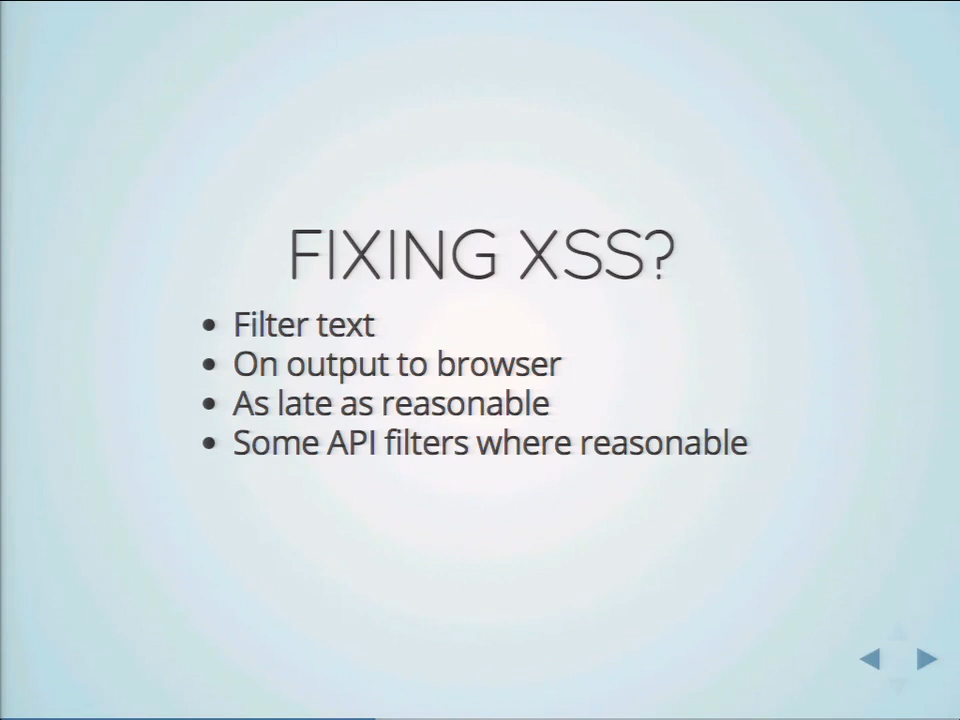 FIXING XSS?
• Filter text
• On output to browser
• As late as reasonable
• Some API filters where reasonable